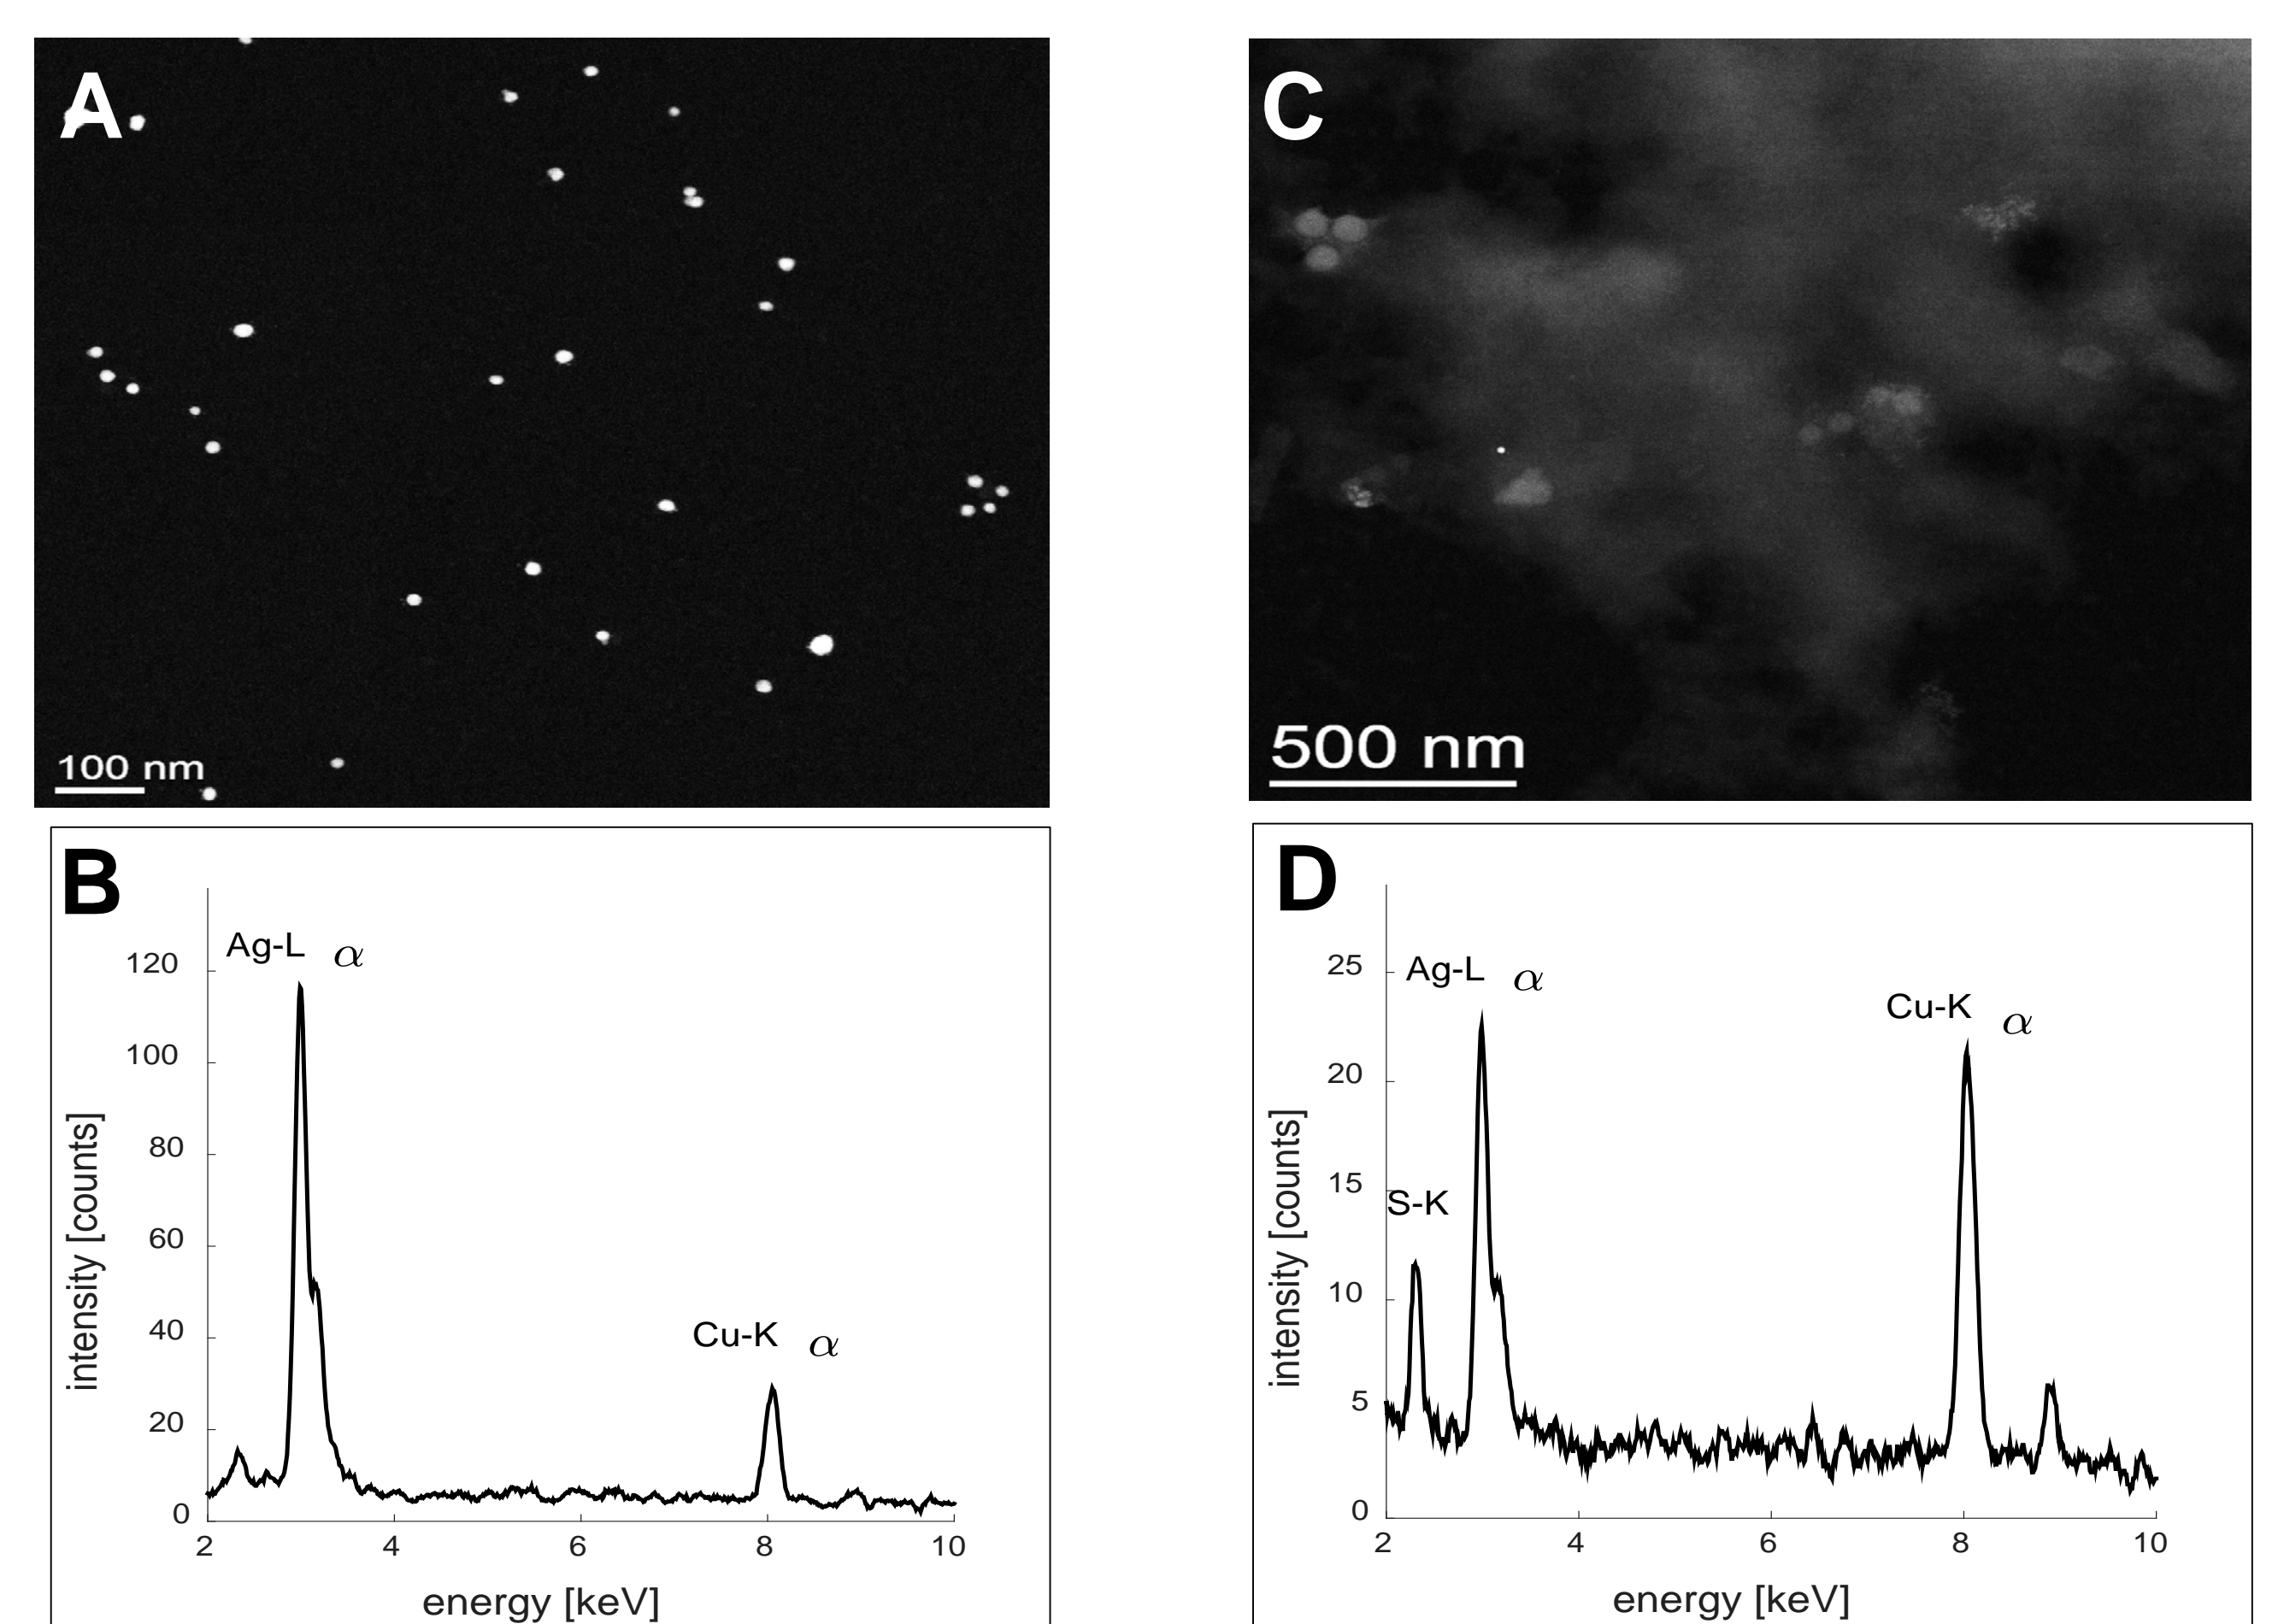 A
100 nm
B
Ag-L α
Cu-K α
120
100
80
60
40
20
0
2 4 6 8 10
intensity [counts]
energy [keV]
C
500 nm
D
Ag-L α
Cu-K α
S-K
25
20
15
10
5
0
2 4 6 8 10
intensity [counts]
energy [keV]